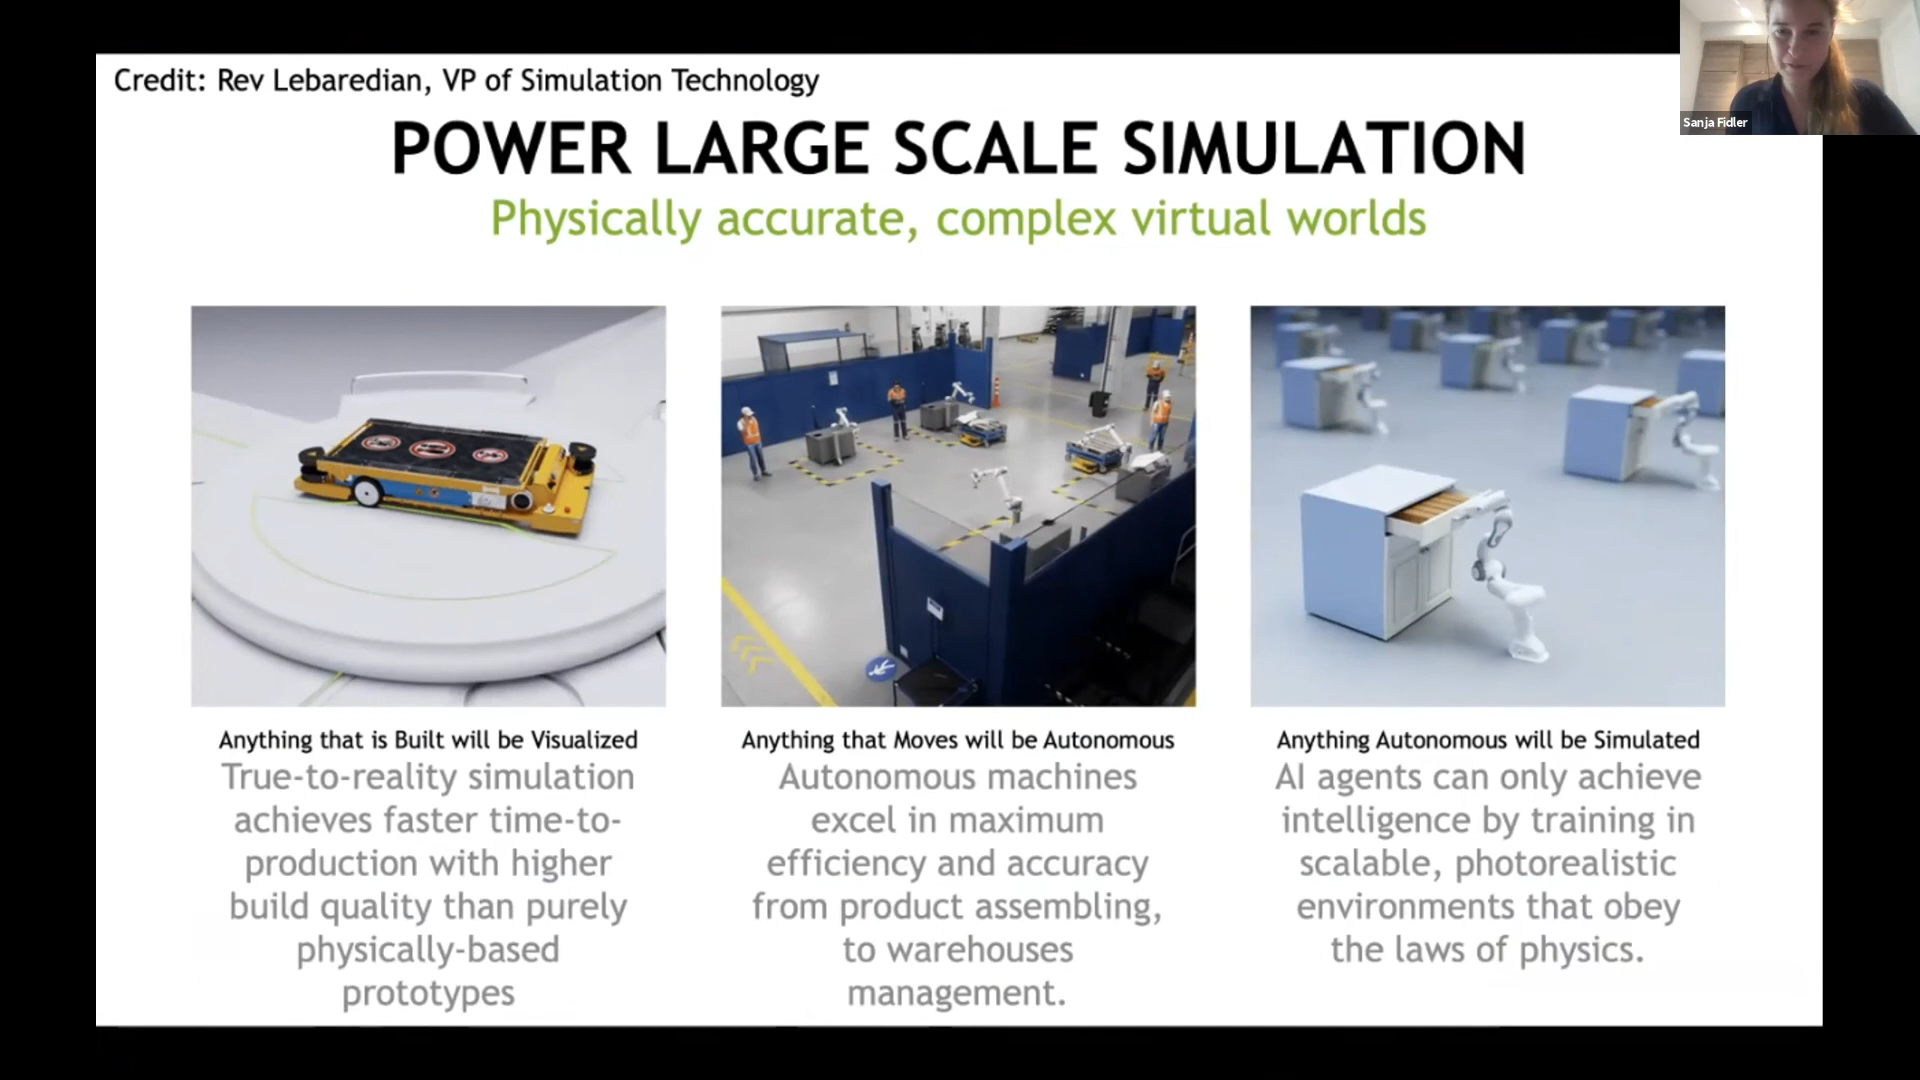 Credit: Rev Lebaredian, VP of Simulation Technology
Sanja Fidler
POWER LARGE SCALE SIMULATION
Physically accurate, complex virtual worlds
Anything that is Built will be Visualized
True-to-reality simulation
achieves faster time-to-
production with higher
build quality than purely
physically-based
prototypes
Anything that Moves will be Autonomous
Autonomous machines
excel in maximum
efficiency and accuracy
from product assembling,
to warehouses
management.
Anything Autonomous will be Simulated
AI agents can only achieve
intelligence by training in
scalable, photorealistic
environments that obey
the laws of physics.